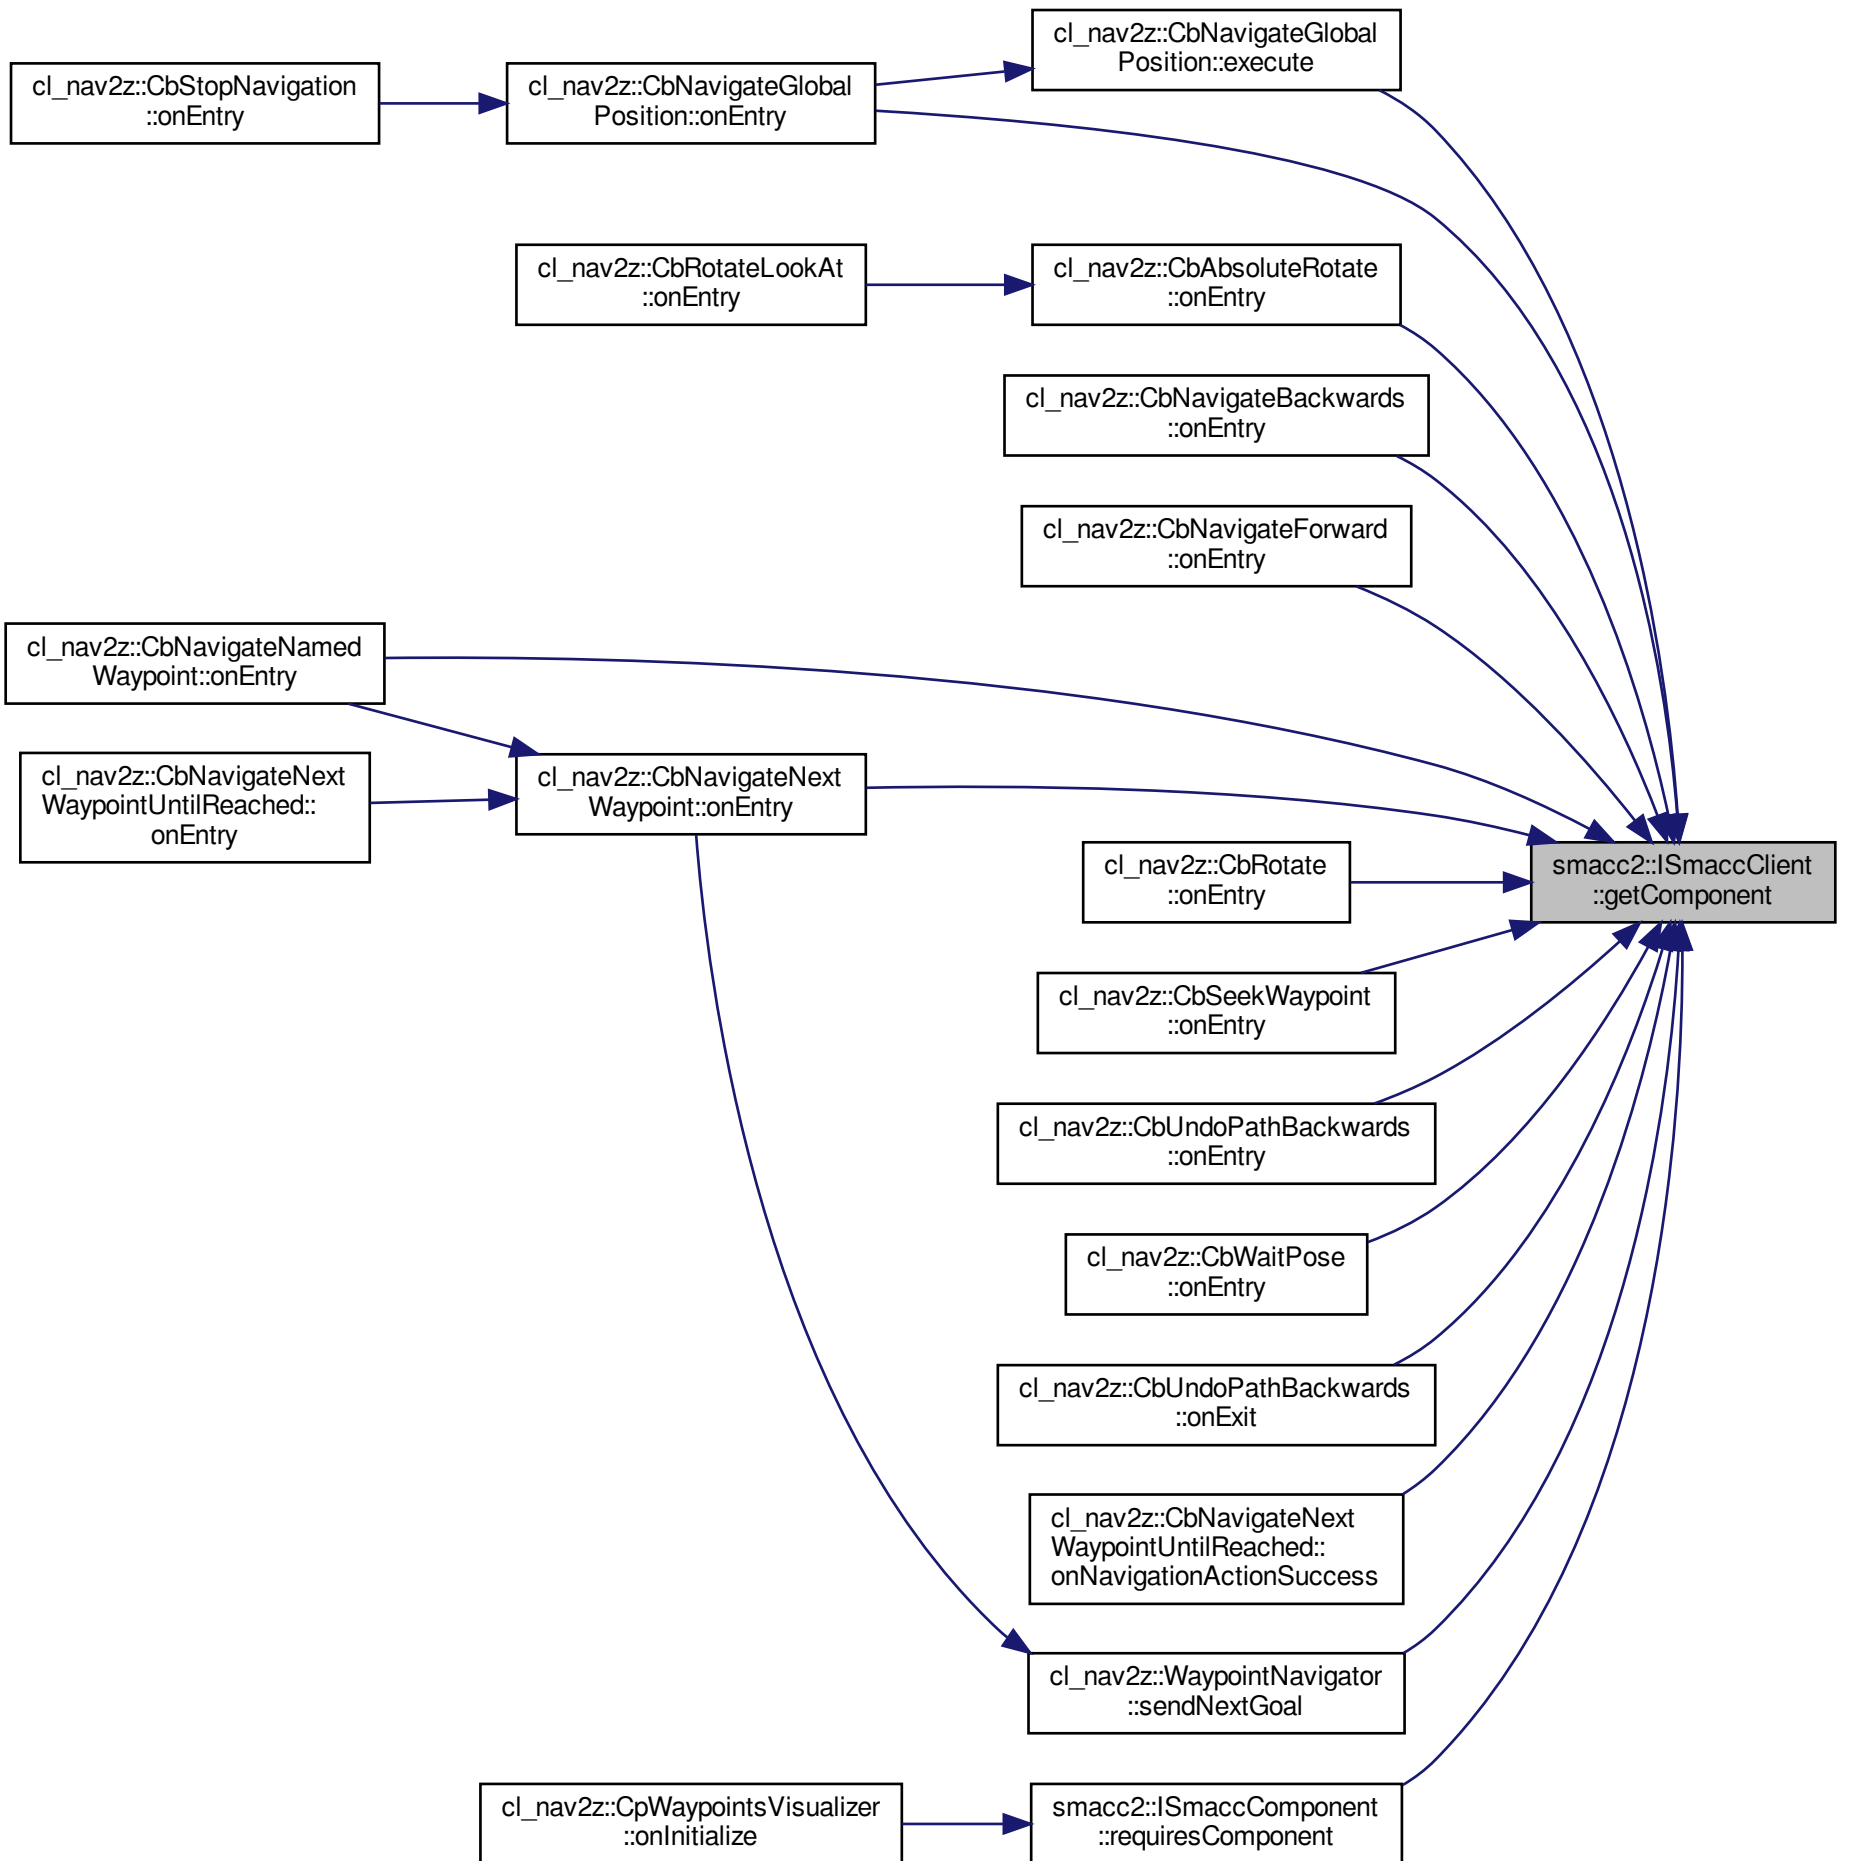 cl_nav2z::CbNavigateGlobal
Position::execute
cl_nav2z::CbStopNavigation
::onEntry
cl_nav2z::CbNavigateGlobal
Position::onEntry
cl_nav2z::CbRotateLookAt
::onEntry
cl_nav2z::CbAbsoluteRotate
::onEntry
cl_nav2z::CbNavigateBackwards
::onEntry
cl_nav2z::CbNavigateForward
::onEntry
cl_nav2z::CbNavigateNamed
Waypoint::onEntry
cl_nav2z::CbNavigateNext
WaypointUntilReached::
onEntry
cl_nav2z::CbNavigateNext
Waypoint::onEntry
cl_nav2z::CbRotate
::onEntry
smacc2::ISmaccClient
::getComponent
cl_nav2z::CbSeekWaypoint
::onEntry
cl_nav2z::CbUndoPathBackwards
::onEntry
cl_nav2z::CbWaitPose
::onEntry
cl_nav2z::CbUndoPathBackwards
::onExit
cl_nav2z::CbNavigateNext
WaypointUntilReached::
onNavigationActionSuccess
cl_nav2z::WaypointNavigator
::sendNextGoal
cl_nav2z::CpWaypointsVisualizer
::onInitialize
smacc2::ISmaccComponent
::requiresComponent